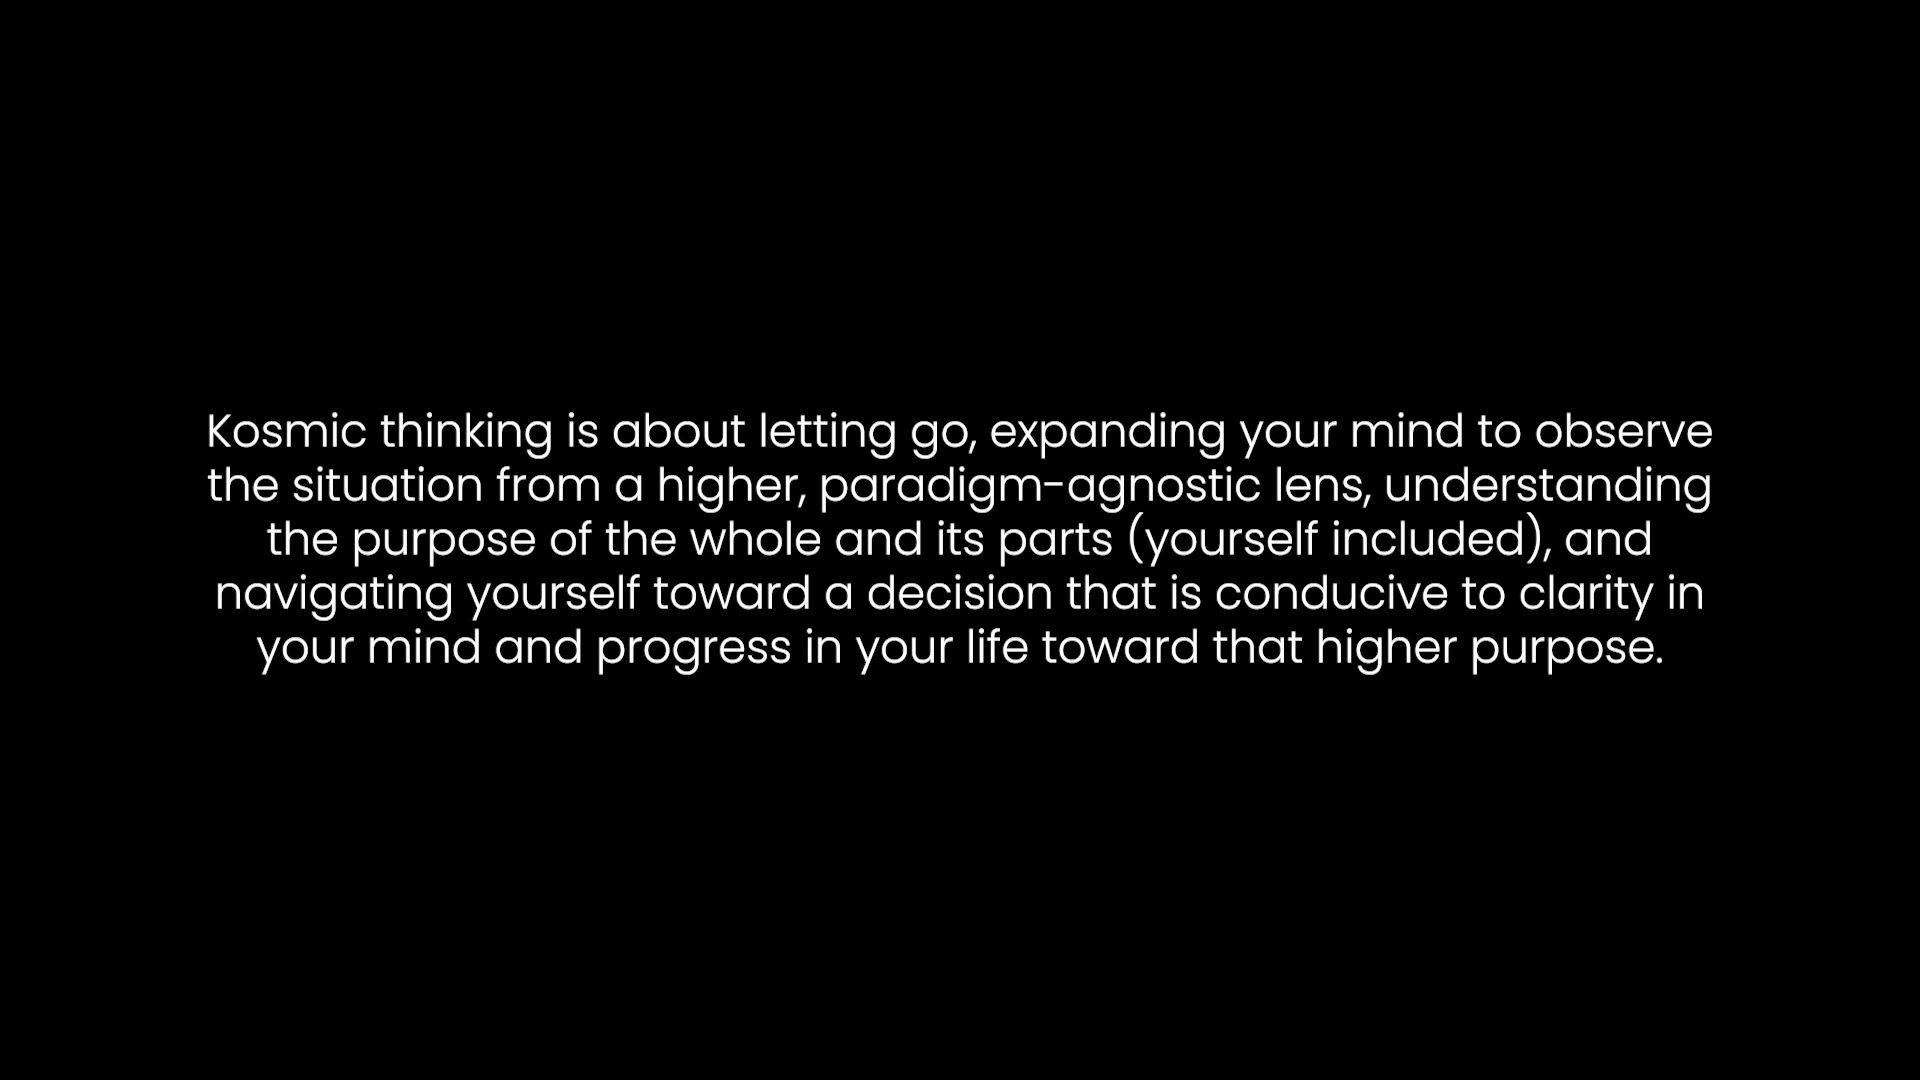 Kosmic thinking is about letting go, expanding your mind to observe
the situation from a higher, paradigm-agnostic lens, understanding
the purpose of the whole and its parts (yourself included), and
navigating yourself toward a decision that is conducive to clarity in
your mind and progress in your life toward that higher purpose.